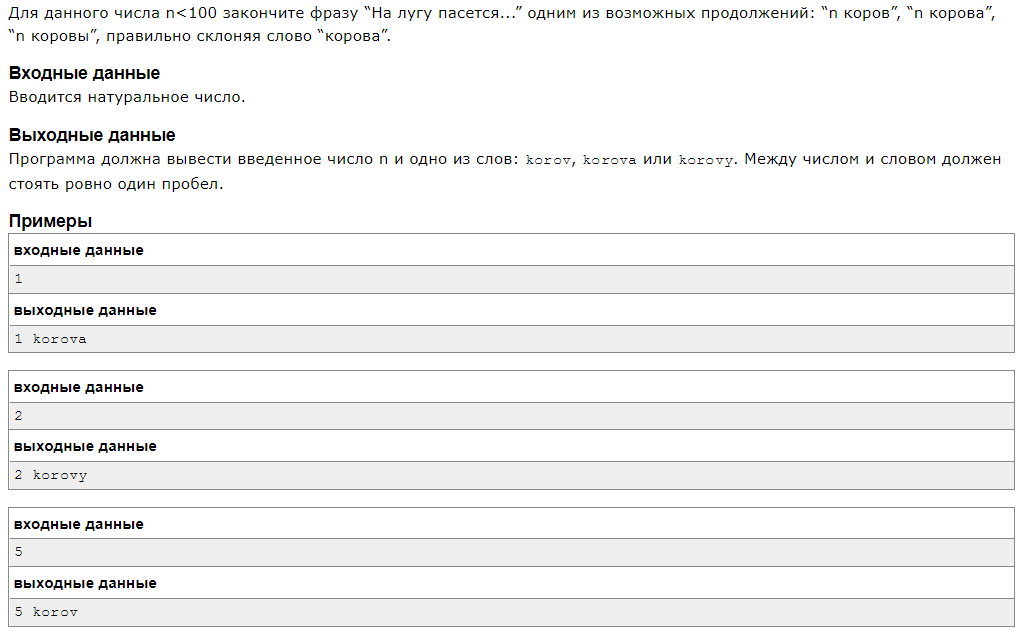 Для данного числа n<100 закончите фразу “На лугу пасется...” одним из возможных продолжений: “n коров”, “n корова”,
“n коровы”, правильно склоняя слово “корова”.
Входные данные
Вводится натуральное число.
Выходные данные
Программа должна вывести введенное число n и одно из слов: korov, korova или korovy. Между числом и словом должен
стоять ровно один пробел.
Примеры
входные данные
1
выходные данные
1 korova
входные данные
2
выходные данные
2 korovy
входные данные
5
выходные данные
5 korov